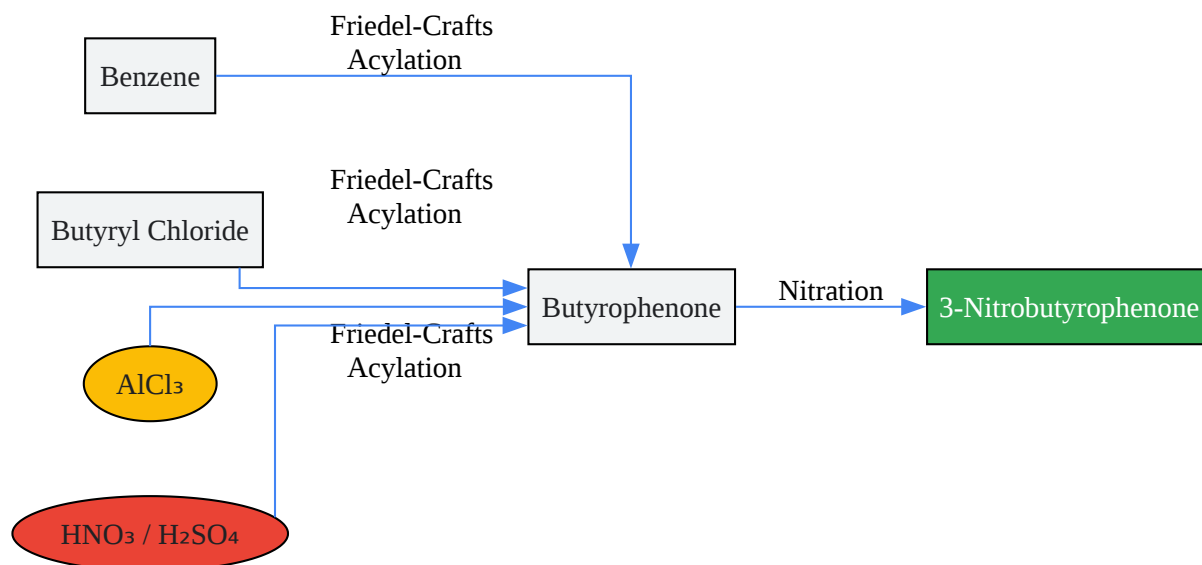 Friedel-Crafts
Acylation
Benzene
Friedel-Crafts
Acylation
Butyryl Chloride
Butyrophenone
Nitration
3-Nitrobutyrophenone
Friedel-Crafts
Acylation
AlCl₃
HNO₃ / H₂SO₄